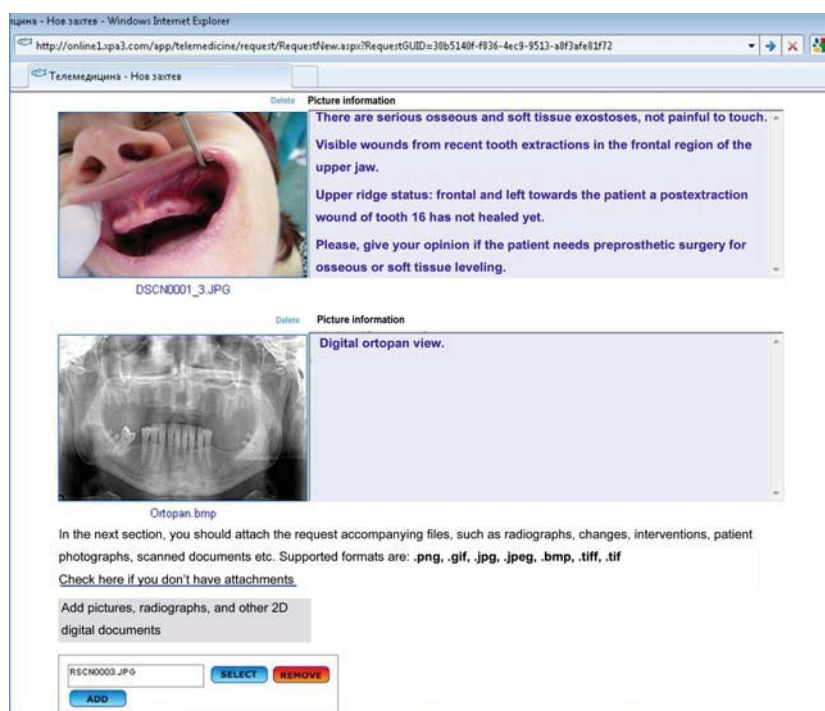 ицина - Нов захтев - Windows Internet Explorer
http://online1.xpa3.com/app/telemedicine/request/RequestNew.aspx?RequestGUID=30b5140f-f836-4ec9-9513-a8f3afe81f72
Телемедицина - Нов захтев
Delete Picture information
There are serious osseous and soft tissue exostoses, not painful to touch.
Visible wounds from recent tooth extractions in the frontal region of the
upper jaw.
Upper ridge status: frontal and left towards the patient a postextraction
wound of tooth 16 has not healed yet.
Please, give your opinion if the patient needs preprosthetic surgery for
osseous or soft tissue leveling.
DSCN0001_3.JPG
Delete Picture information
Digital ortopan view.
Ortopan.bmp
In the next section, you should attach the request accompanying files, such as radiographs, changes, interventions, patient
photographs, scanned documents etc. Supported formats are: .png, .gif, .jpg, .jpeg, .bmp, .tiff, .tif
Check here if you don't have attachments
Add pictures, radiographs, and other 2D
digital documents
RSCN0003.JPG SELECT REMOVE
ADD